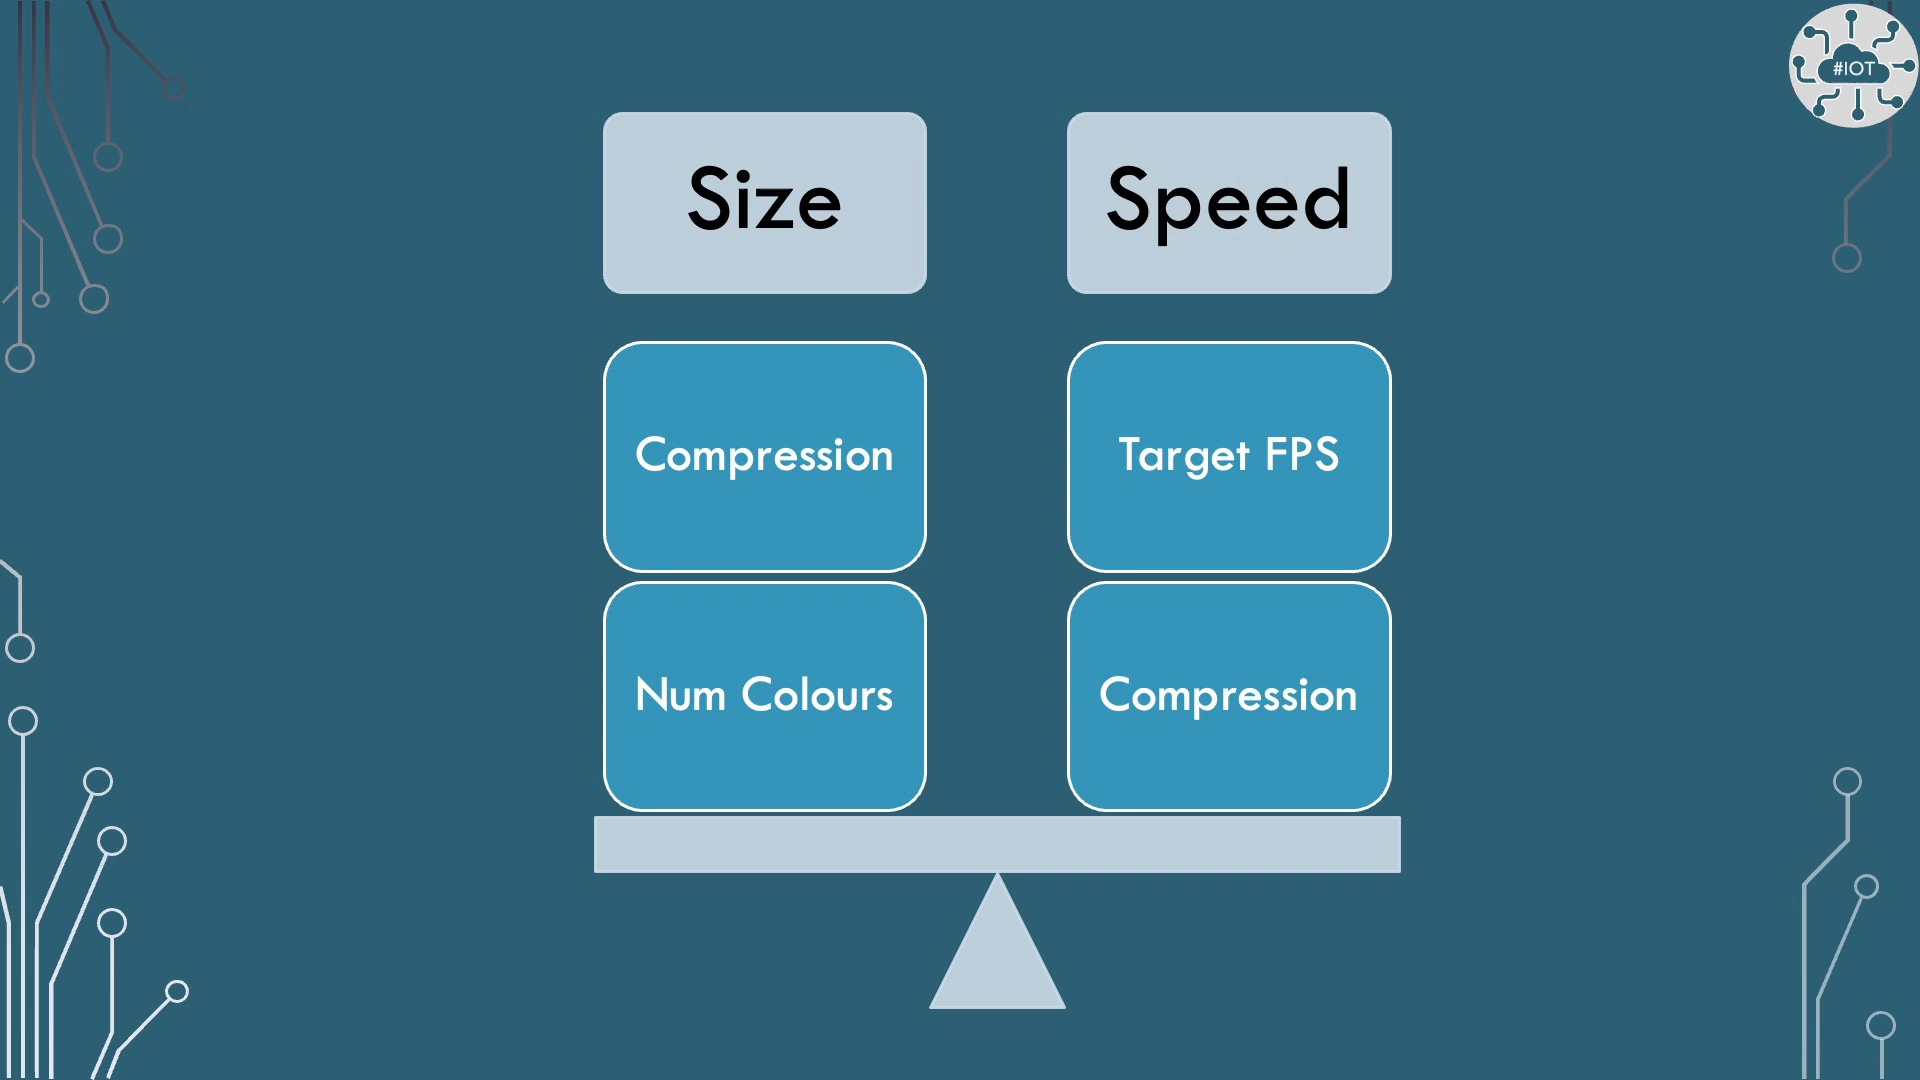 #IOT
Size
Speed
Compression
Target FPS
Num Colours
Compression